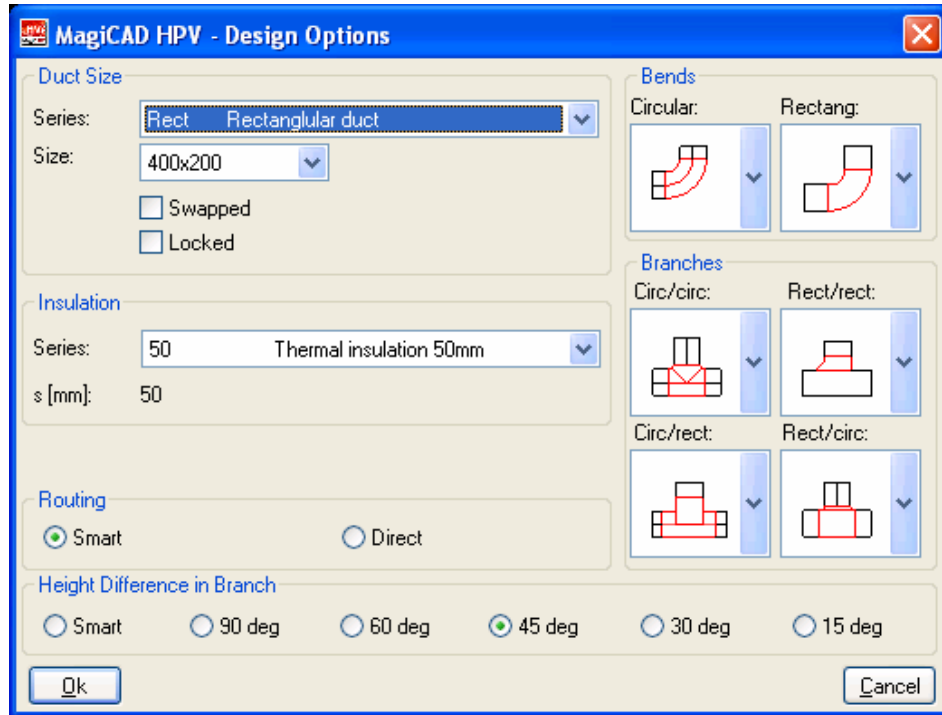 MagiCAD HPV - Design Options
Duct Size
Series: Rect Rectanglular duct
Size: 400x200
Swapped
Locked
Insulation
Series: 50 Thermal insulation 50mm
s [mm]: 50
Routing
Smart Direct
Bends
Circular: Rectang:
Branches
Circ/circ: Rect/rect:
Circ/rect: Rect/circ:
Height Difference in Branch
Smart 90 deg 60 deg 45 deg 30 deg 15 deg
Ok Cancel